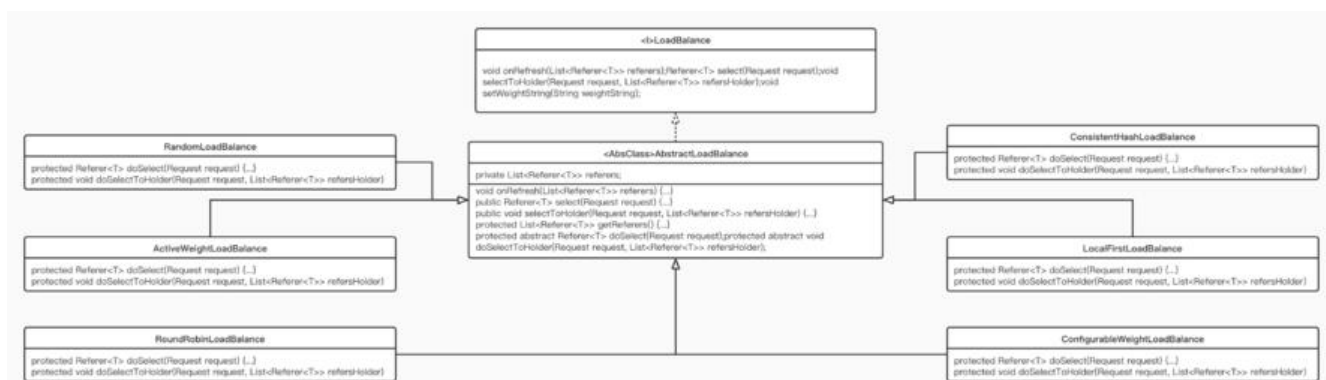 <I>LoadBalance
void onRefresh(List<Referer<T>> referers);Referer<T> select(Request request);void
selectToHolder(Request request, List<Referer<T>> refersHolder);void
setWeightString(String weightString);
RandomLoadBalance
protected Referer<T> doSelect(Request request) {...}
protected void doSelectToHolder(Request request, List<Referer<T>> refersHolder)
<AbsClass>AbstractLoadBalance
private List<Referer<T>> referers;
void onRefresh(List<Referer<T>> referers) {...}
public Referer<T> select(Request request) {...}
public void selectToHolder(Request request, List<Referer<T>> refersHolder) {...}
protected List<Referer<T>> getReferers() {...}
protected abstract Referer<T> doSelect(Request request);protected abstract void
doSelectToHolder(Request request, List<Referer<T>> refersHolder);
ConsistentHashLoadBalance
protected Referer<T> doSelect(Request request) {...}
protected void doSelectToHolder(Request request, List<Referer<T>> refersHolder)
ActiveWeightLoadBalance
protected Referer<T> doSelect(Request request) {...}
protected void doSelectToHolder(Request request, List<Referer<T>> refersHolder)
LocalFirstLoadBalance
protected Referer<T> doSelect(Request request) {...}
protected void doSelectToHolder(Request request, List<Referer<T>> refersHolder)
RoundRobinLoadBalance
protected Referer<T> doSelect(Request request) {...}
protected void doSelectToHolder(Request request, List<Referer<T>> refersHolder)
ConfigurableWeightLoadBalance
protected Referer<T> doSelect(Request request) {...}
protected void doSelectToHolder(Request request, List<Referer<T>> refersHolder)